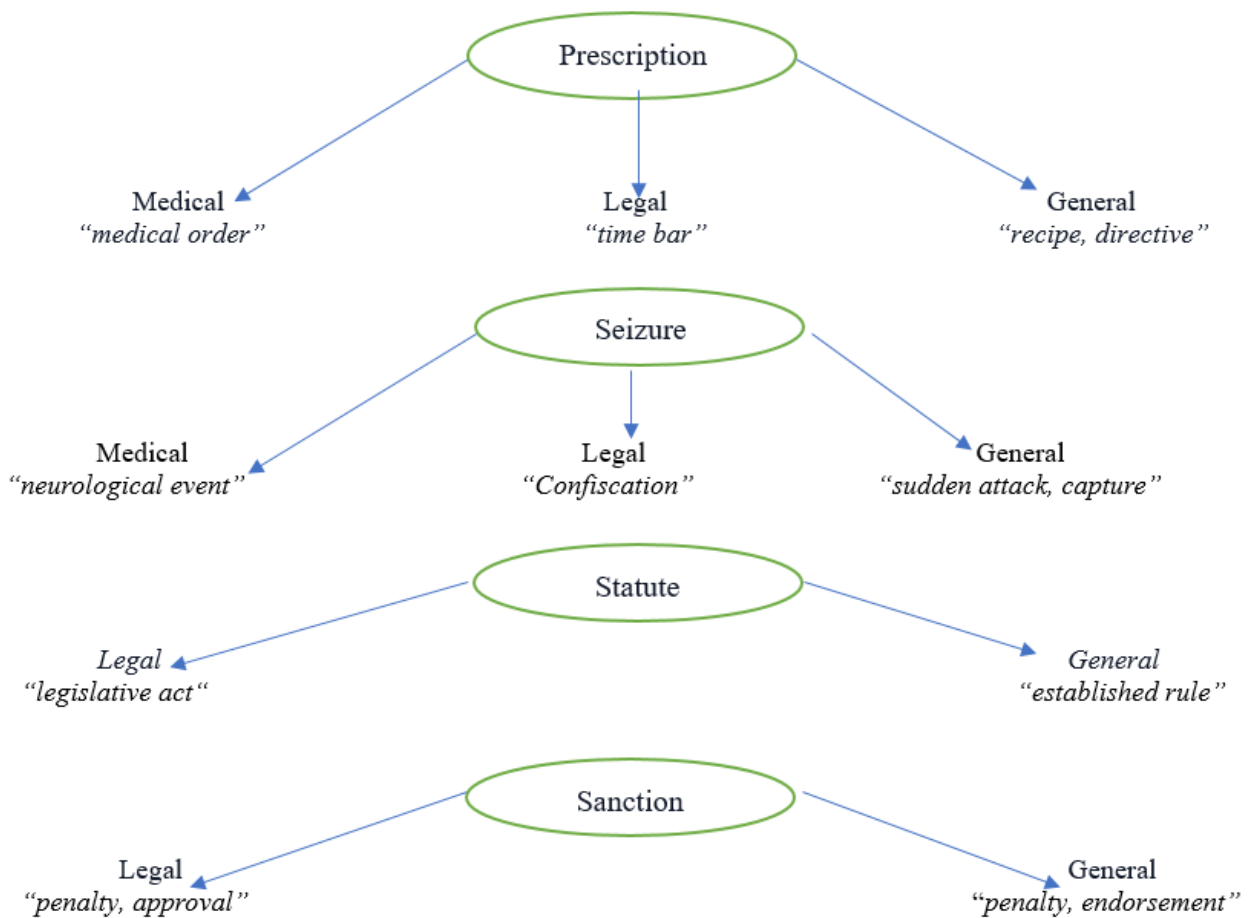 Prescription
Medical
“medical order”
Legal
“time bar”
General
“recipe, directive”
Seizure
Medical
“neurological event”
Legal
“Confiscation”
General
“sudden attack, capture”
Statute
Legal
“legislative act“
General
“established rule”
Sanction
Legal
“penalty, approval”
General
“penalty, endorsement”